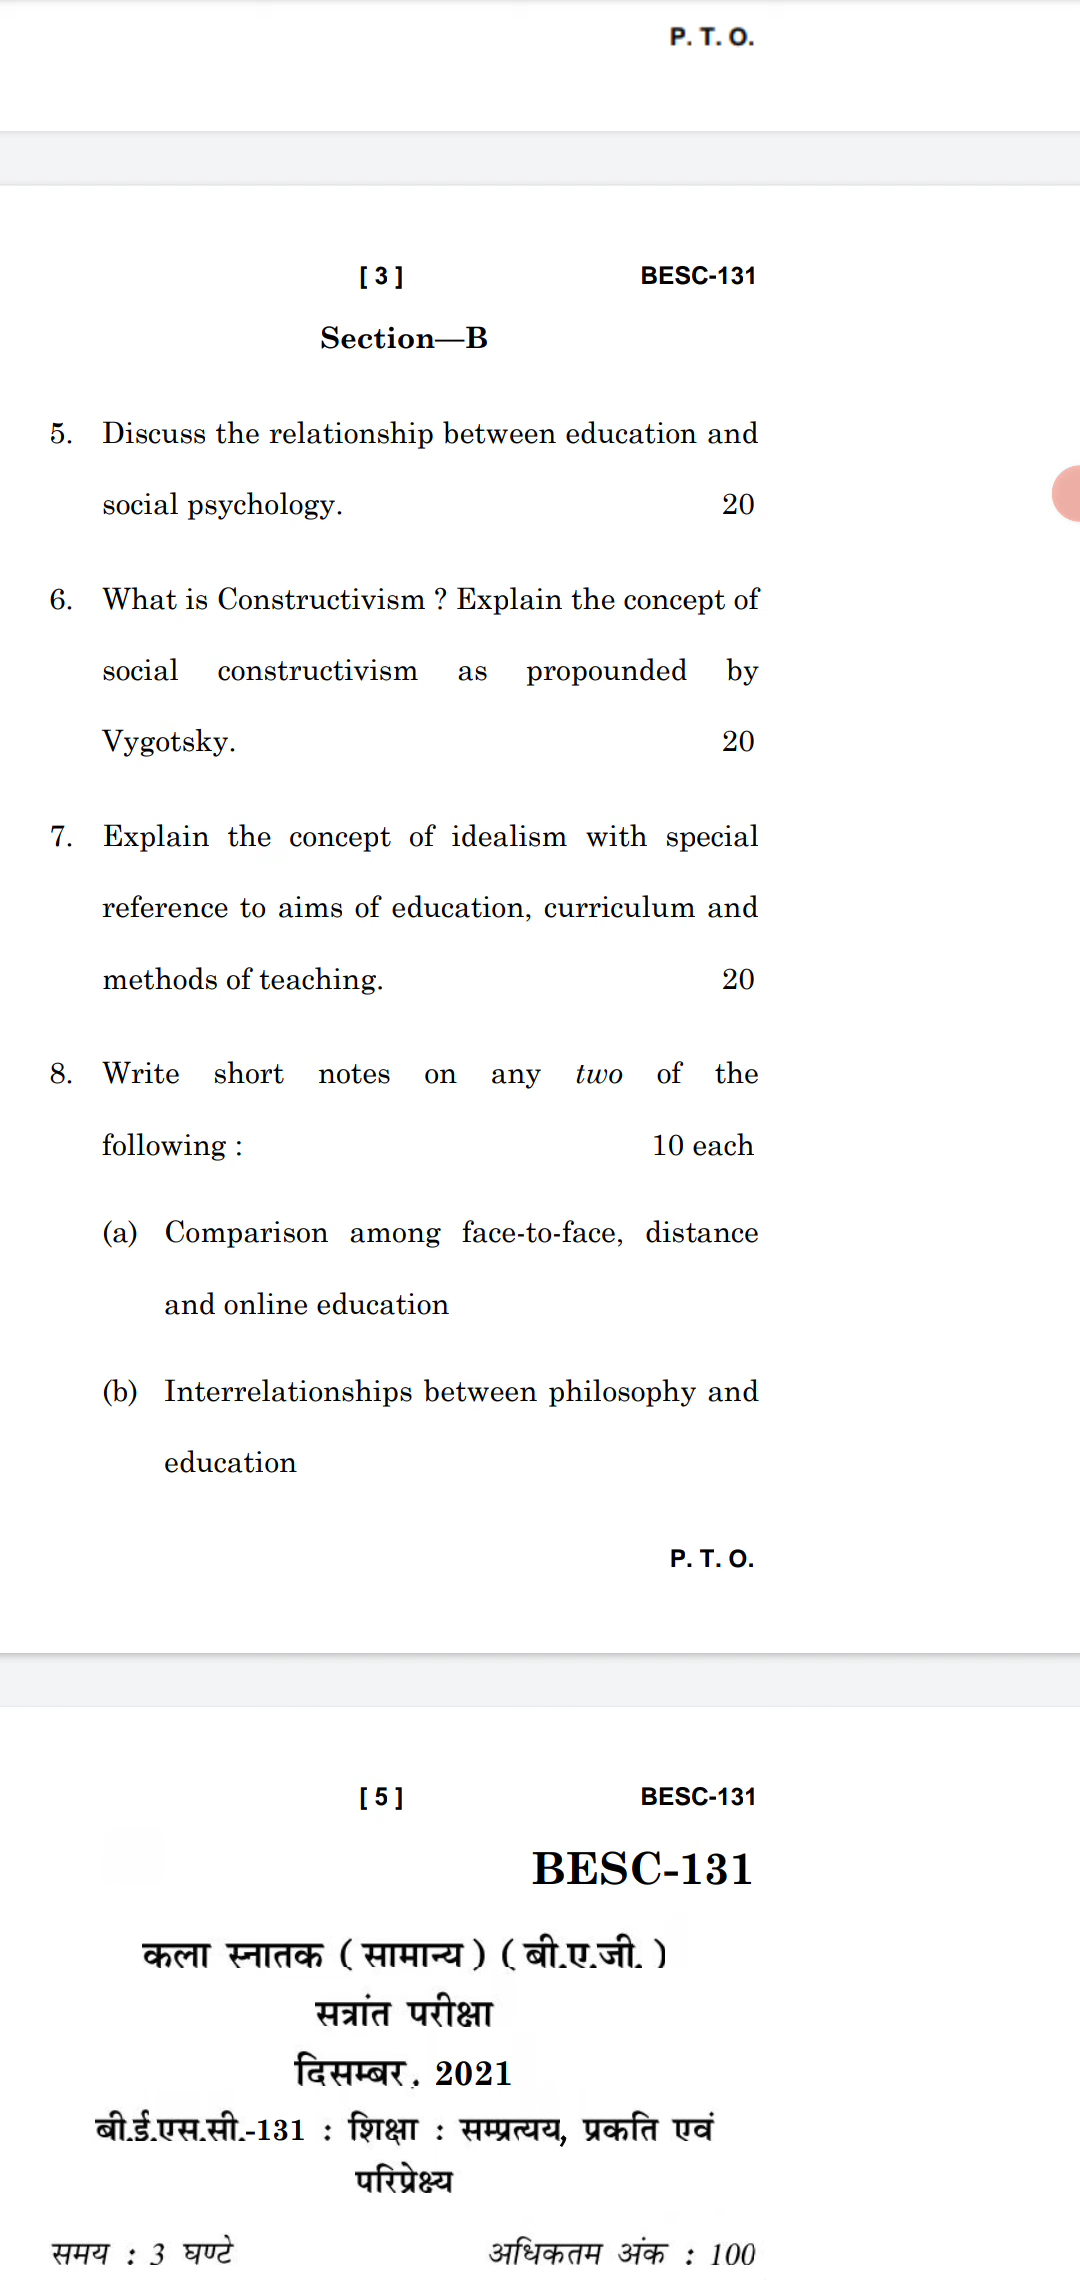 P. T. O.
[ 3 ] BESC-131
Section—B
5. Discuss the relationship between education and
social psychology. 20
6. What is Constructivism ? Explain the concept of
social constructivism as propounded by
Vygotsky. 20
7. Explain the concept of idealism with special
reference to aims of education, curriculum and
methods of teaching. 20
8. Write short notes on any two of the
following : 10 each
(a) Comparison among face-to-face, distance
and online education
(b) Interrelationships between philosophy and
education
P. T. O.
[ 5 ] BESC-131
BESC-131
कला स्नातक ( सामान्य ) ( बी.ए.जी. )
सत्रांत परीक्षा
दिसम्बर, 2021
बी.ई.एस.सी.-131 : शिक्षा : सम्प्रत्यय, प्रकति एवं
परिप्रेक्ष्य
समय : 3 घण्टे अधिकतम अंक : 100